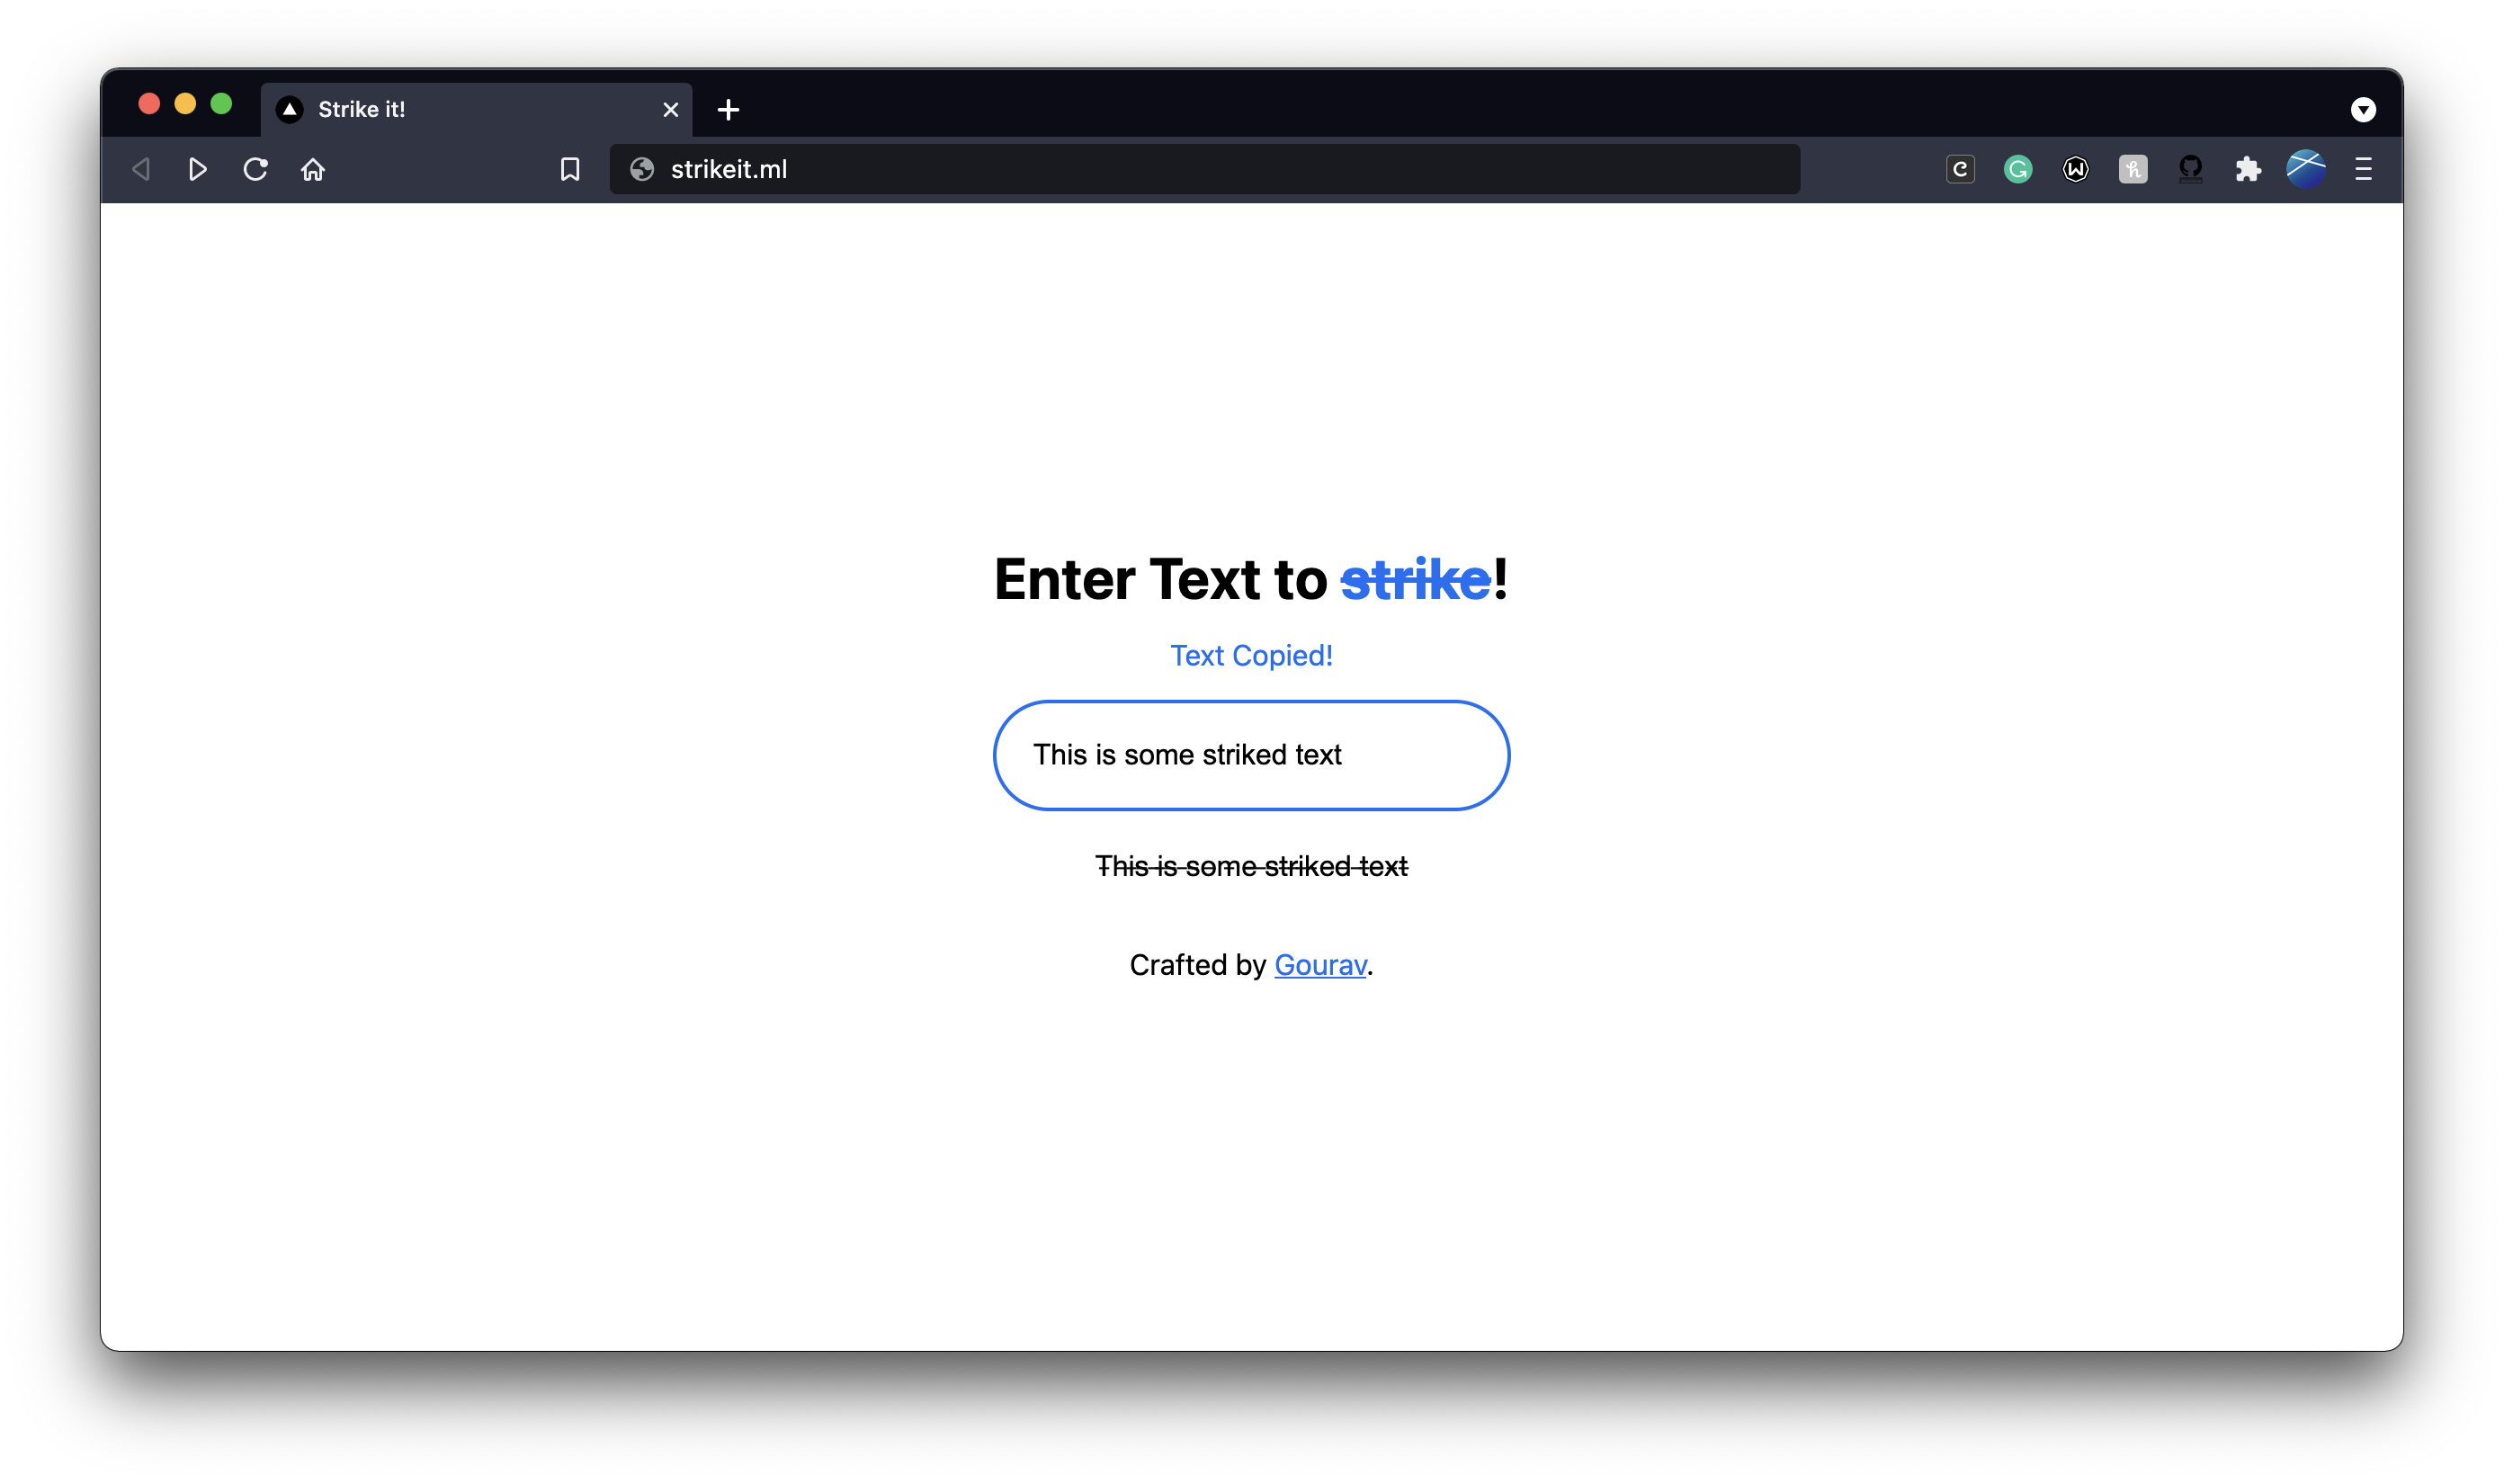 Strike it!
strikeit.ml
Enter Text to strike!
Text Copied!
This is some striked text
This is some striked text
Crafted by Gourav.